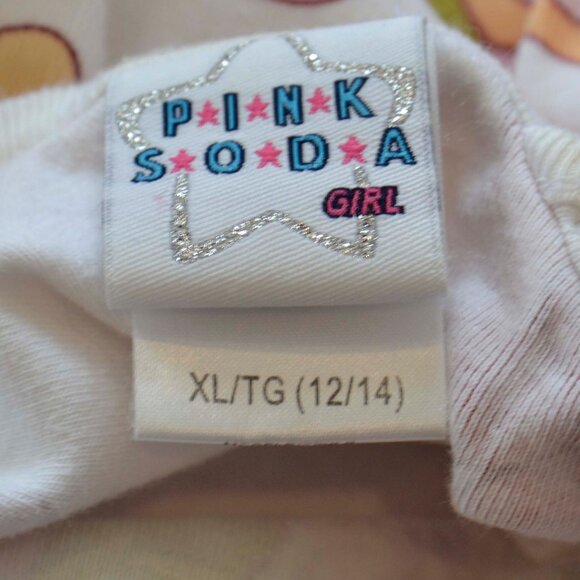 P★I★N★K
S★O★D★A
GIRL
XL/TG (12/14)